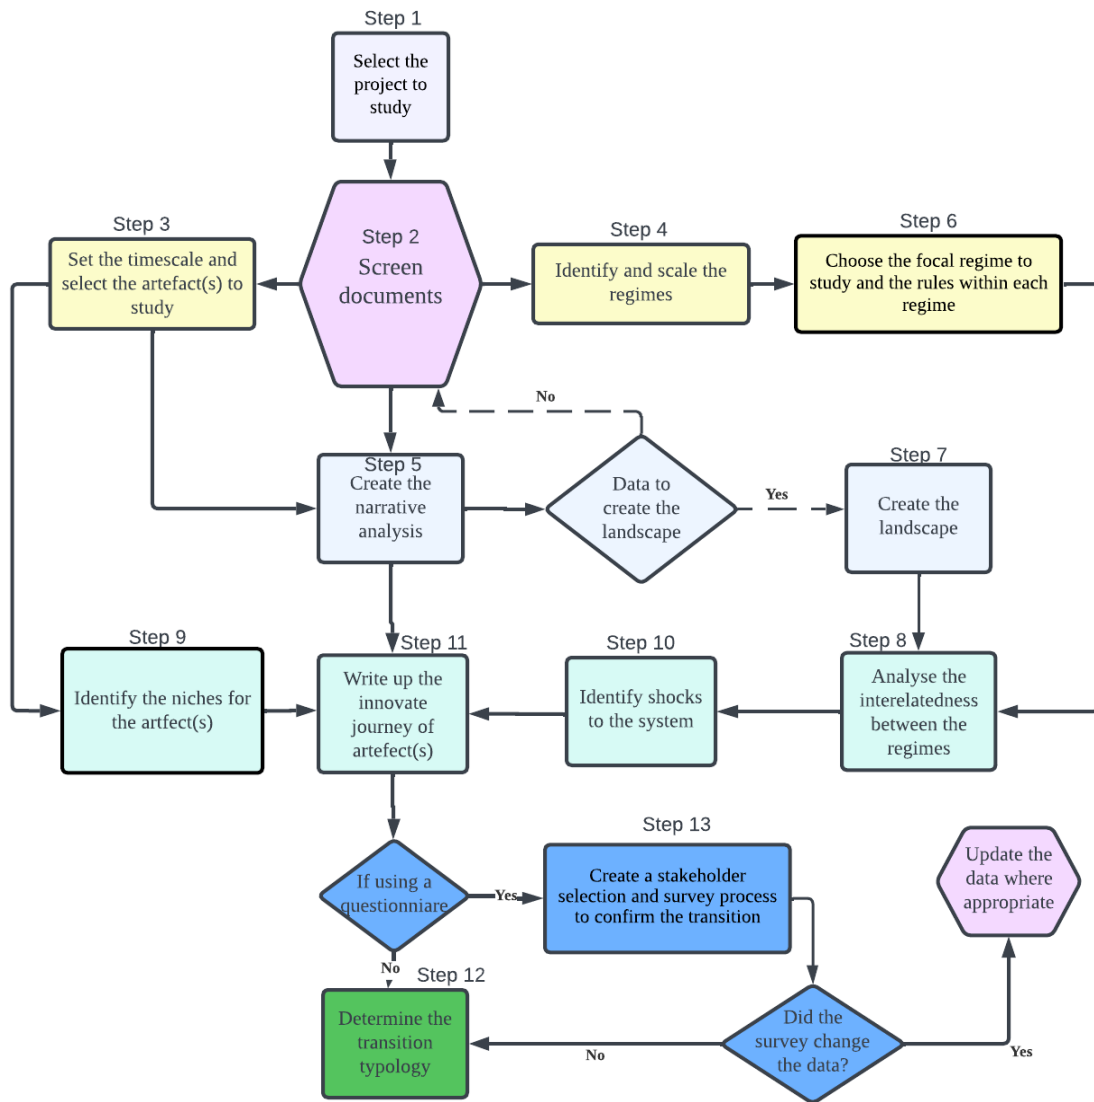 Step 1
Select the
project to
study
Step 2
Screen
documents
Step 3
Set the timescale and
select the artefact(s) to
study
Step 4
Identify and scale the
regimes
Step 6
Choose the focal regime to
study and the rules within each
regime
No
Step 5
Create the
narrative
analysis
Data to
create the
landscape
Yes
Step 7
Create the
landscape
Step 9
Identify the niches for
the artfect(s)
Step 11
Write up the
innovate
journey of
artefect(s)
Step 10
Identify shocks
to the system
Step 8
Analyse the
interelatedness
between the
regimes
If using a
questionniare
Yes
Step 13
Create a stakeholder
selection and survey process
to confirm the transition
Update the
data where
appropriate
No
Step 12
Determine the
transition
typology
No
Did the
survey change
the data?
Yes